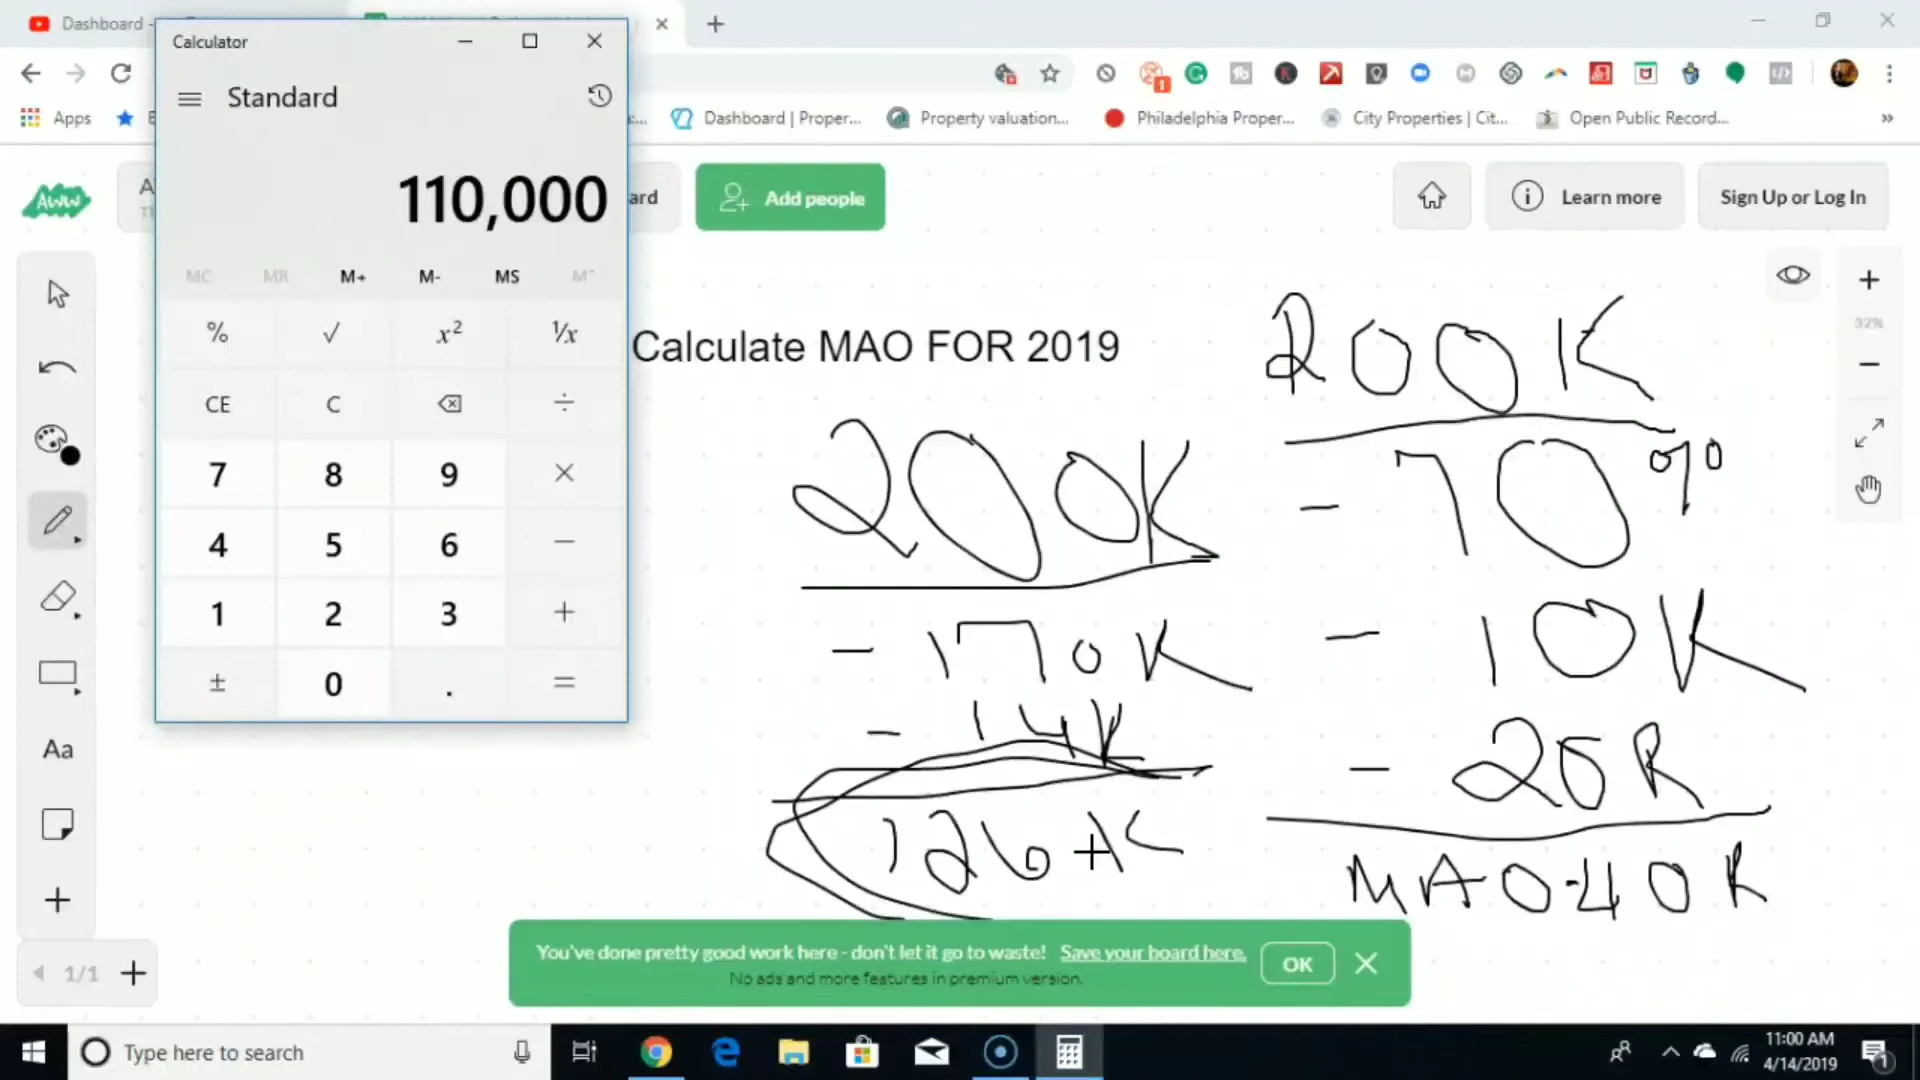 Dashboard -
Calculator
Standard
110,000
MC MR M+ M- MS
% √ x² ¹/x
CE C ÷
7 8 9 ×
4 5 6 −
1 2 3 +
± 0 . =
Apps
Dashboard | Proper...
Property valuation...
Philadelphia Proper...
City Properties | Cit...
Open Public Record...
»
AWW
ard
Add people
Learn more
Sign Up or Log In
32%
Calculate MAO FOR 2019
200K
- 170K
- 14K
126K
200K
- 70%
- 10K
MAO
Aa
1/1
You've done pretty good work here - don't let it go to waste! Save your board here.
No ads and more features in premium version.
OK
Type here to search
11:00 AM
4/14/2019
1